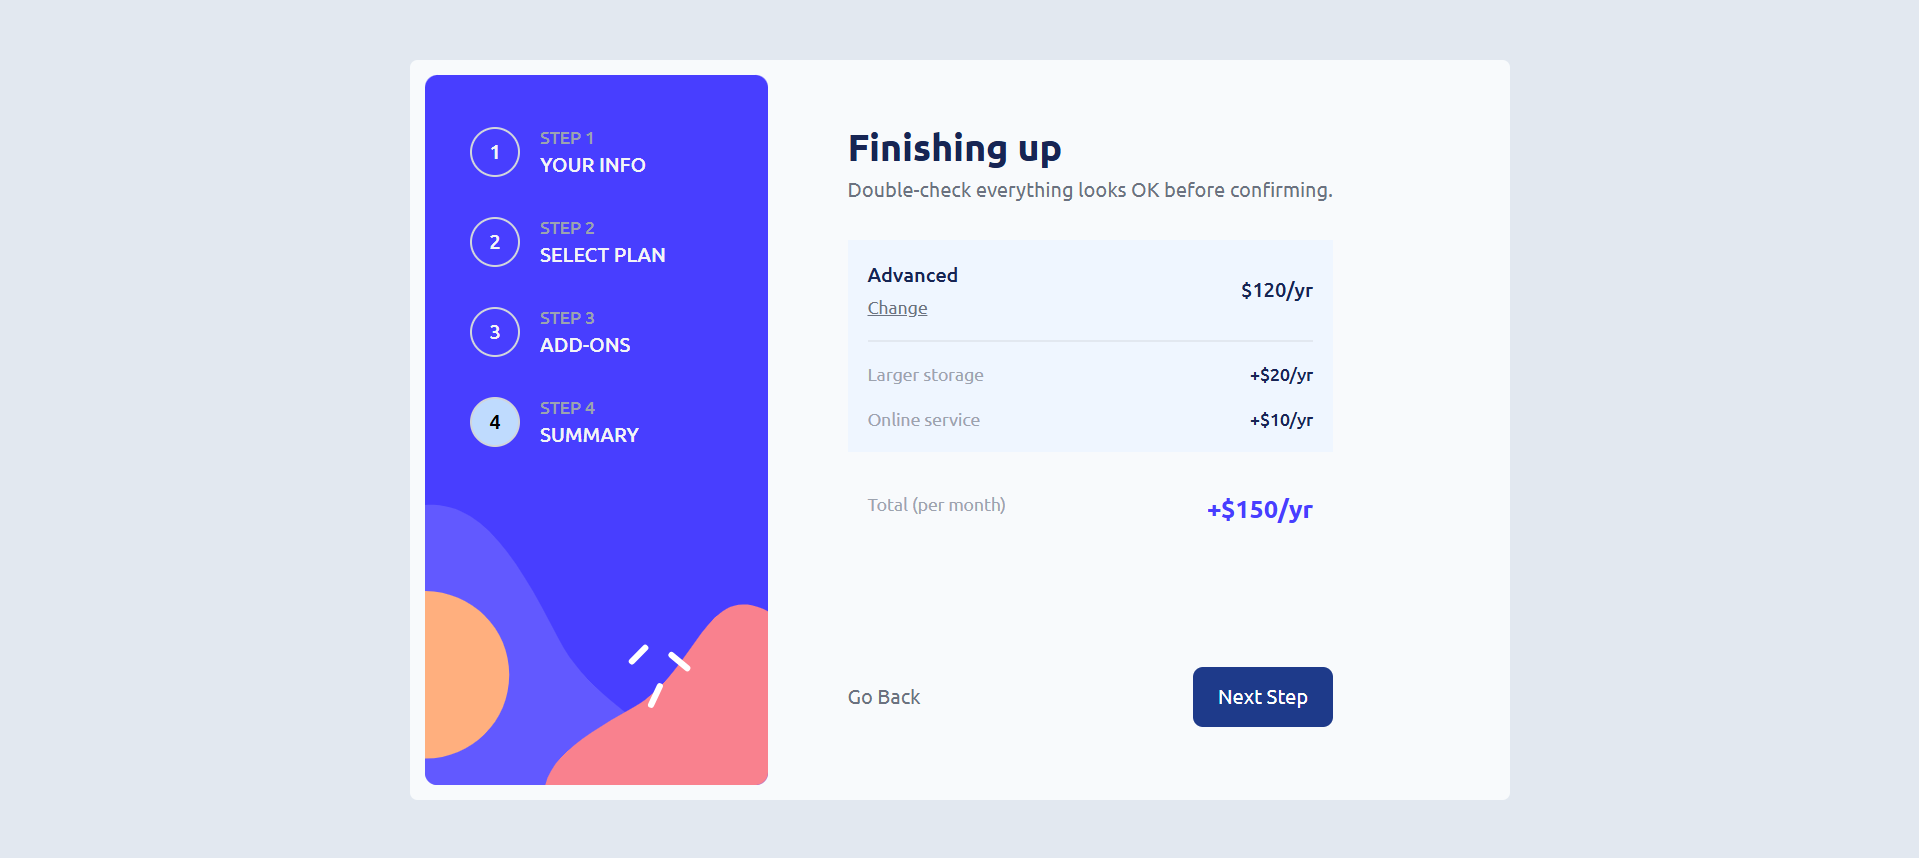 1
STEP 1
YOUR INFO
2
STEP 2
SELECT PLAN
3
STEP 3
ADD-ONS
4
STEP 4
SUMMARY
Finishing up
Double-check everything looks OK before confirming.
Advanced
Change
$120/yr
Larger storage +$20/yr
Online service +$10/yr
Total (per month) +$150/yr
Go Back Next Step